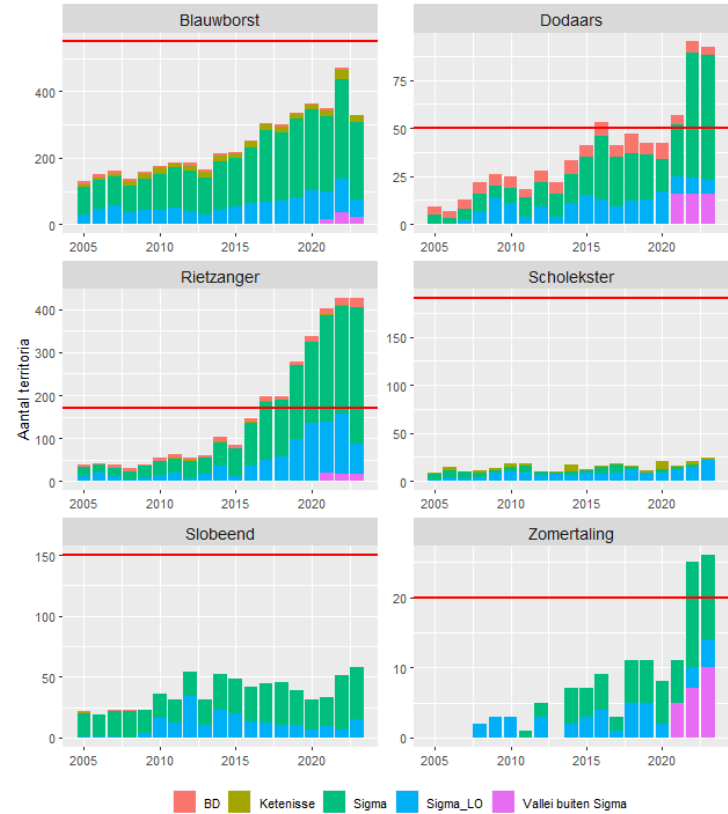 Blauwborst
Dodaars
400
200
0
75
50
25
0
2005 2010 2015 2020
2005 2010 2015 2020
Rietzanger
Scholekster
Aantal territoria
400
300
200
100
0
150
100
50
0
2005 2010 2015 2020
2005 2010 2015 2020
Slobeend
Zomertaling
150
100
50
0
20
10
0
2005 2010 2015 2020
2005 2010 2015 2020
BD Ketenisse Sigma Sigma_LO Vallei buiten Sigma